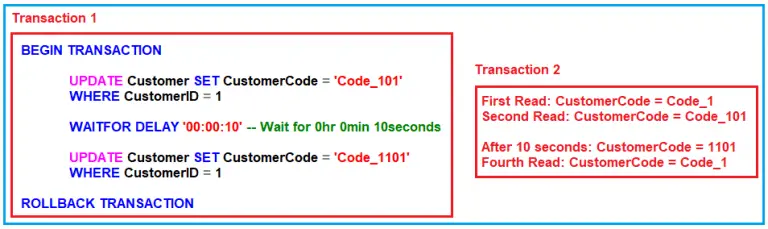 Transaction 1
BEGIN TRANSACTION
UPDATE Customer SET CustomerCode = 'Code_101'
WHERE CustomerID = 1
WAITFOR DELAY '00:00:10' -- Wait for 0hr 0min 10seconds
UPDATE Customer SET CustomerCode = 'Code_1101'
WHERE CustomerID = 1
ROLLBACK TRANSACTION
Transaction 2
First Read: CustomerCode = Code_1
Second Read: CustomerCode = Code_101
After 10 seconds: CustomerCode = 1101
Fourth Read: CustomerCode = Code_1